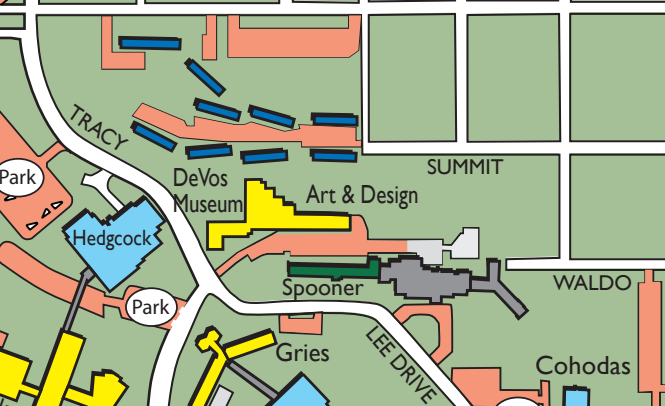 TRACY
SUMMIT
Park
DeVos
Museum
Art & Design
Hedgcock
Spooner
WALDO
Park
Gries
LEE DRIVE
Cohodas